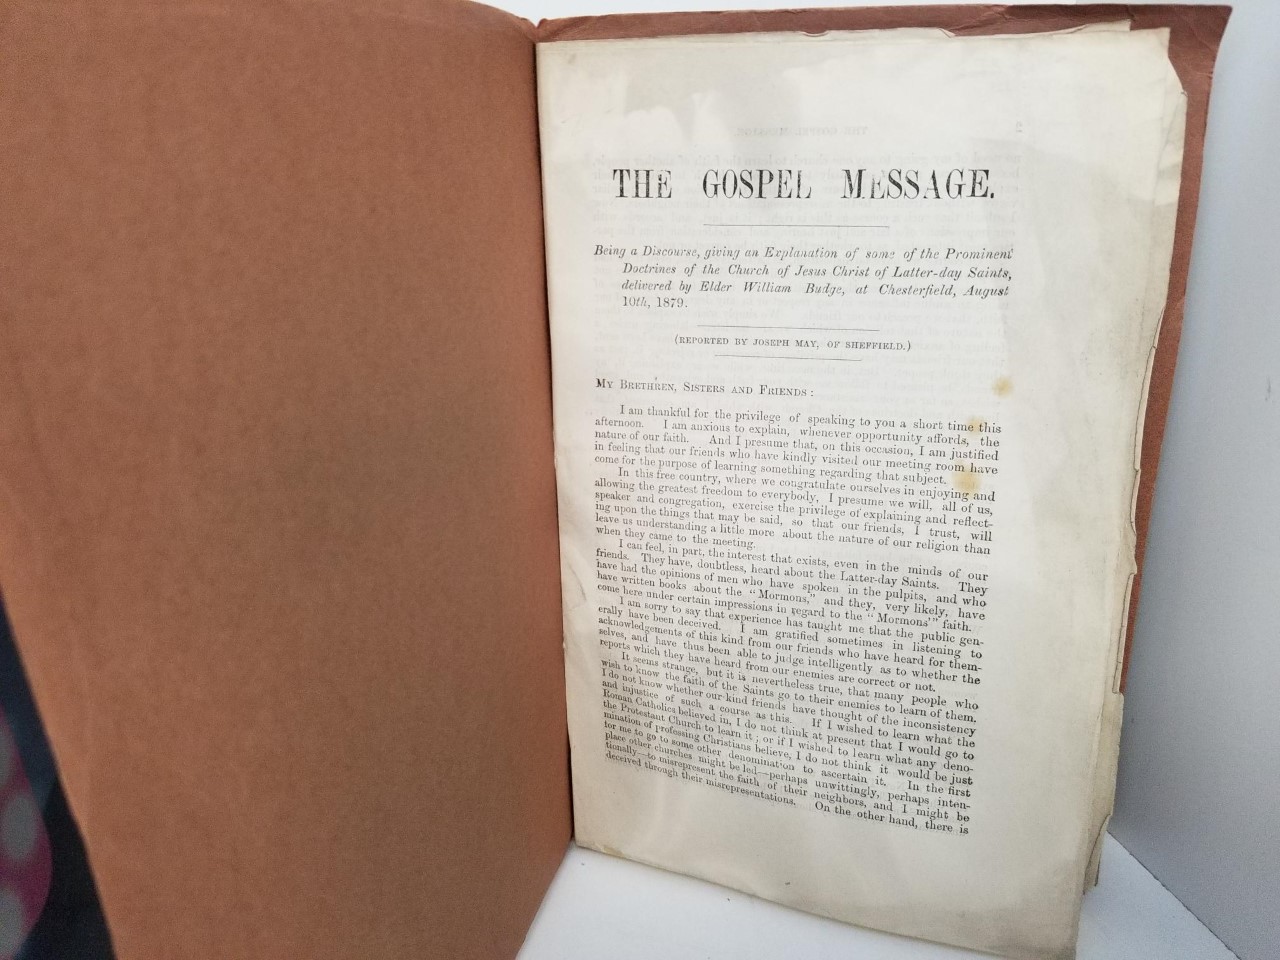 THE GOSPEL MESSAGE.
Being a Discourse, giving an Explanation of some of the Prominent
Doctrines of the Church of Jesus Christ of Latter-day Saints,
delivered by Elder William Budge, at Chesterfield, August
10th, 1879.
(REPORTED BY JOSEPH MAY, OF SHEFFIELD.)
MY BRETHREN, SISTERS AND FRIENDS:
I am thankful for the privilege of speaking to you a short time this
afternoon. I am anxious to explain, whenever opportunity affords, the
nature of our faith. And I presume that, on this occasion, I am justified
in feeling that our friends who have kindly visited our meeting room have
come for the purpose of learning something regarding that subject.
In this free country, where we congratulate ourselves in enjoying and
allowing the greatest freedom to everybody, I presume we will, all of us,
speaker and congregation, exercise the privilege of explaining and reflect-
ing upon the things that may be said, so that our friends, I trust, will
leave us understanding a little more about the nature of our religion than
when they came to the meeting.
I can feel, in part, the interest that exists, even in the minds of our
friends. They have, doubtless, heard about the Latter-day Saints. They
have had the opinions of men who have spoken in the pulpits, and who
have written books about the "Mormons," and they, very likely, have
come here under certain impressions in regard to the "Mormons'" faith.
I am sorry to say that experience has taught me that the public gen-
erally have been deceived. I am gratified sometimes in listening to
acknowledgements of this kind from our friends who have heard for them-
selves, and have thus been able to judge intelligently as to whether the
reports which they have heard from our enemies are correct or not.
It seems strange, but it is nevertheless true, that many people who
wish to know the faith of the Saints go to their enemies to learn of them.
I do not know whether our kind friends have thought of the inconsistency
and injustice of such a course as this. If I wished to learn what the
Roman Catholics believed in, I do not think at present that I would go to
the Protestant Church to learn it; or if I wished to learn what any deno-
mination of professing Christians believe, I do not think it would be just
for me to go to some other denomination to ascertain it. In the first
place other churches might be led—perhaps unwittingly, perhaps inten-
tionally—to misrepresent the faith of their neighbors, and I might be
deceived through their misrepresentations. On the other hand, there is